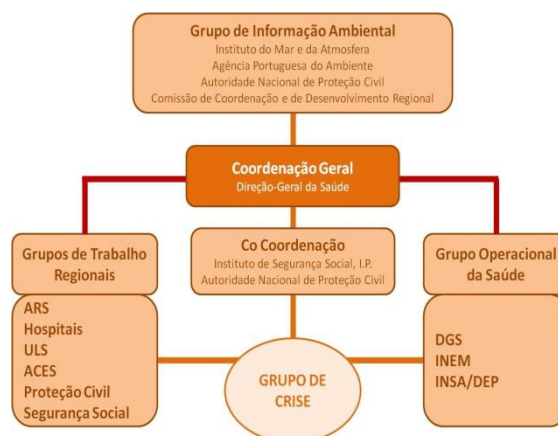 Grupo de Informação Ambiental
Instituto do Mar e da Atmosfera
Agência Portuguesa do Ambiente
Autoridade Nacional de Proteção Civil
Comissão de Coordenação e de Desenvolvimento Regional
Coordenação Geral
Direção-Geral da Saúde
Grupos de Trabalho
Regionais
Co Coordenação
Instituto de Segurança Social, I.P.
Autoridade Nacional de Proteção Civil
Grupo Operacional
da Saúde
ARS
Hospitais
ULS
ACES
Proteção Civil
Segurança Social
GRUPO DE
CRISE
DGS
INEM
INSA/DEP